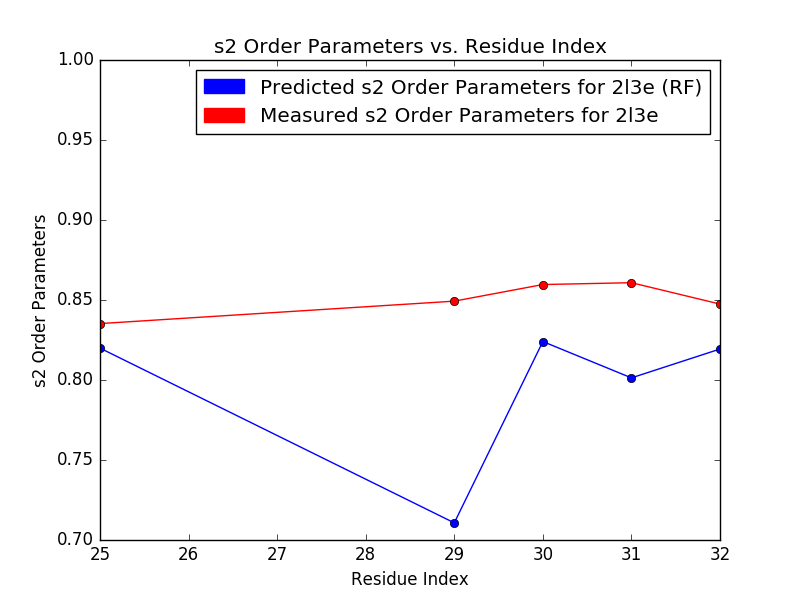 s2 Order Parameters vs. Residue Index
Predicted s2 Order Parameters for 2l3e (RF)
Measured s2 Order Parameters for 2l3e
1.00
0.95
0.90
0.85
0.80
0.75
0.70
s2 Order Parameters
25 26 27 28 29 30 31 32
Residue Index